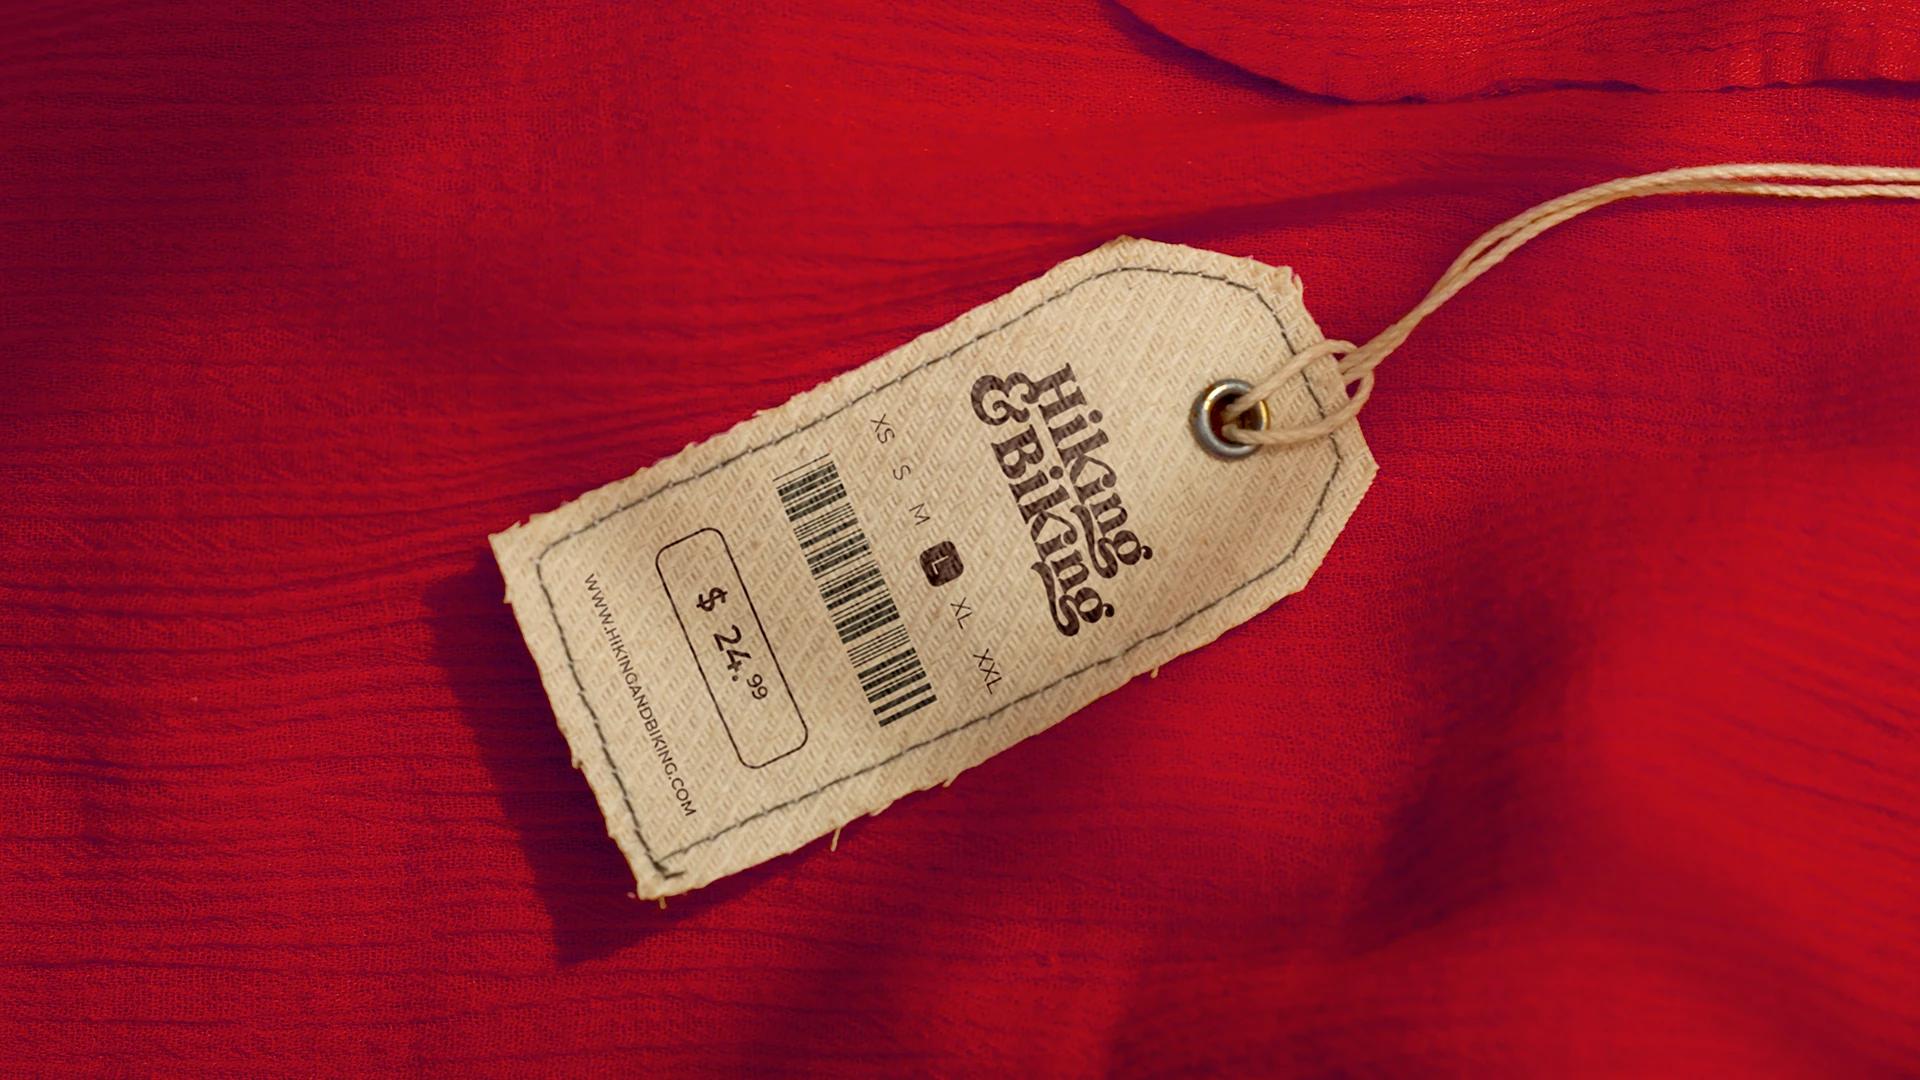 Hiking
& Biking
XS S M L XL XXL
$ 24.99
WWW.HIKINGANDBIKING.COM